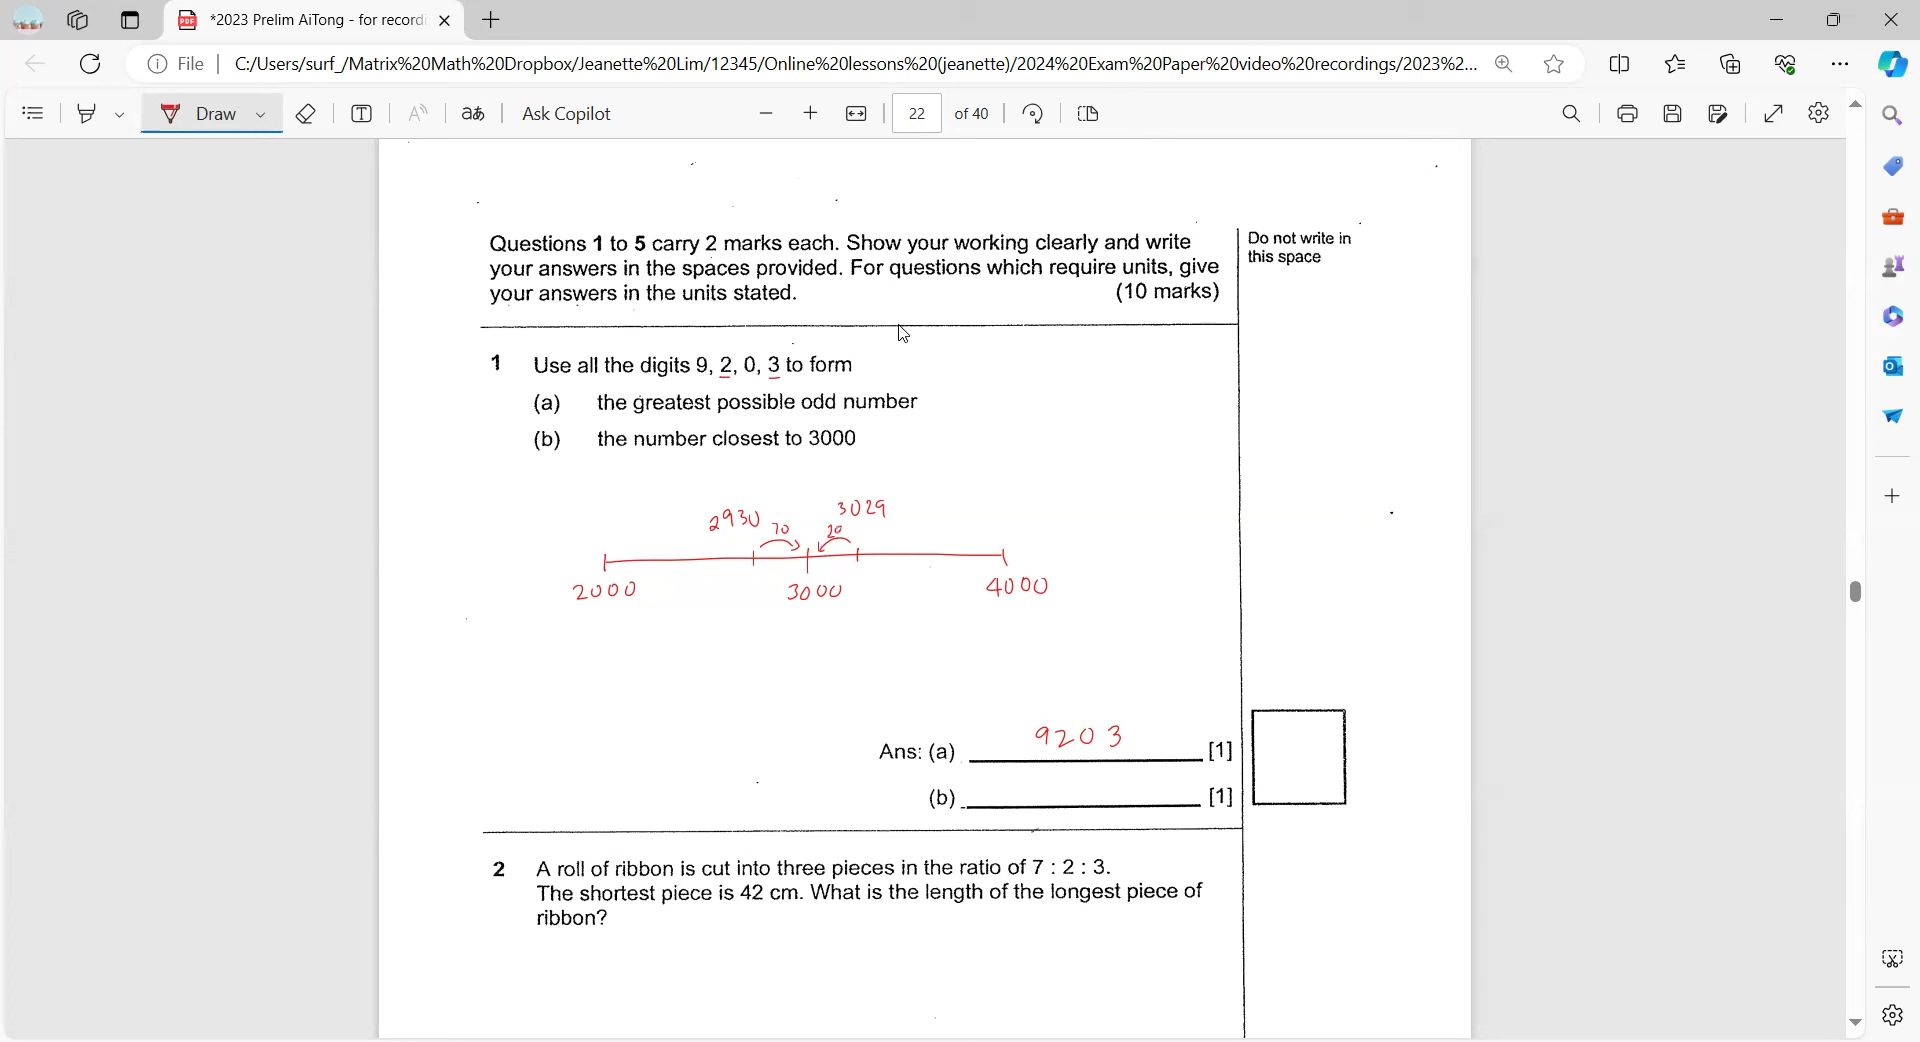 *2023 Prelim AiTong - for recordi
File
C:/Users/surf_/Matrix%20Math%20Dropbox/Jeanette%20Lim/12345/Online%20lessons%20(jeanette)/2024%20Exam%20Paper%20video%20recordings/2023%2...
Draw
Ask Copilot
22 of 40
Questions 1 to 5 carry 2 marks each. Show your working clearly and write
your answers in the spaces provided. For questions which require units, give
your answers in the units stated. (10 marks)
Do not write in
this space
1 Use all the digits 9, 2, 0, 3 to form
(a) the greatest possible odd number
(b) the number closest to 3000
2930 70 3029
29
2000 3000 4000
Ans: (a) 9203 [1]
(b) [1]
2 A roll of ribbon is cut into three pieces in the ratio of 7 : 2 : 3.
The shortest piece is 42 cm. What is the length of the longest piece of
ribbon?